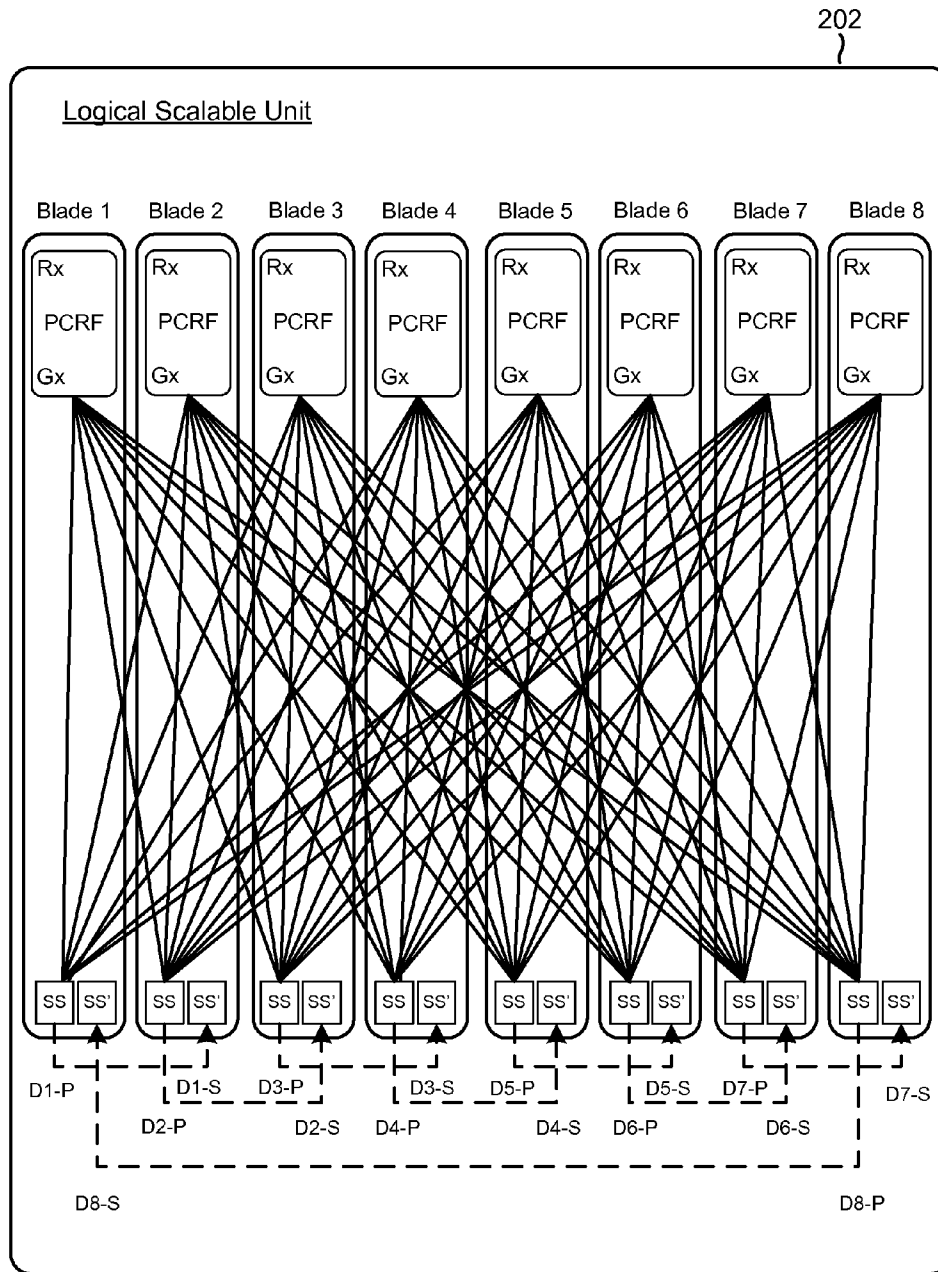 202
Logical Scalable Unit
Blade 1 Blade 2 Blade 3 Blade 4 Blade 5 Blade 6 Blade 7 Blade 8
Rx Rx Rx Rx Rx Rx Rx Rx
PCRF PCRF PCRF PCRF PCRF PCRF PCRF PCRF
Gx Gx Gx Gx Gx Gx Gx Gx
SS SS' SS SS' SS SS' SS SS' SS SS' SS SS' SS SS' SS SS'
D1-P D1-S D3-P D3-S D5-P D5-S D7-P D7-S
D2-P D2-S D4-P D4-S D6-P D6-S
D8-S D8-P